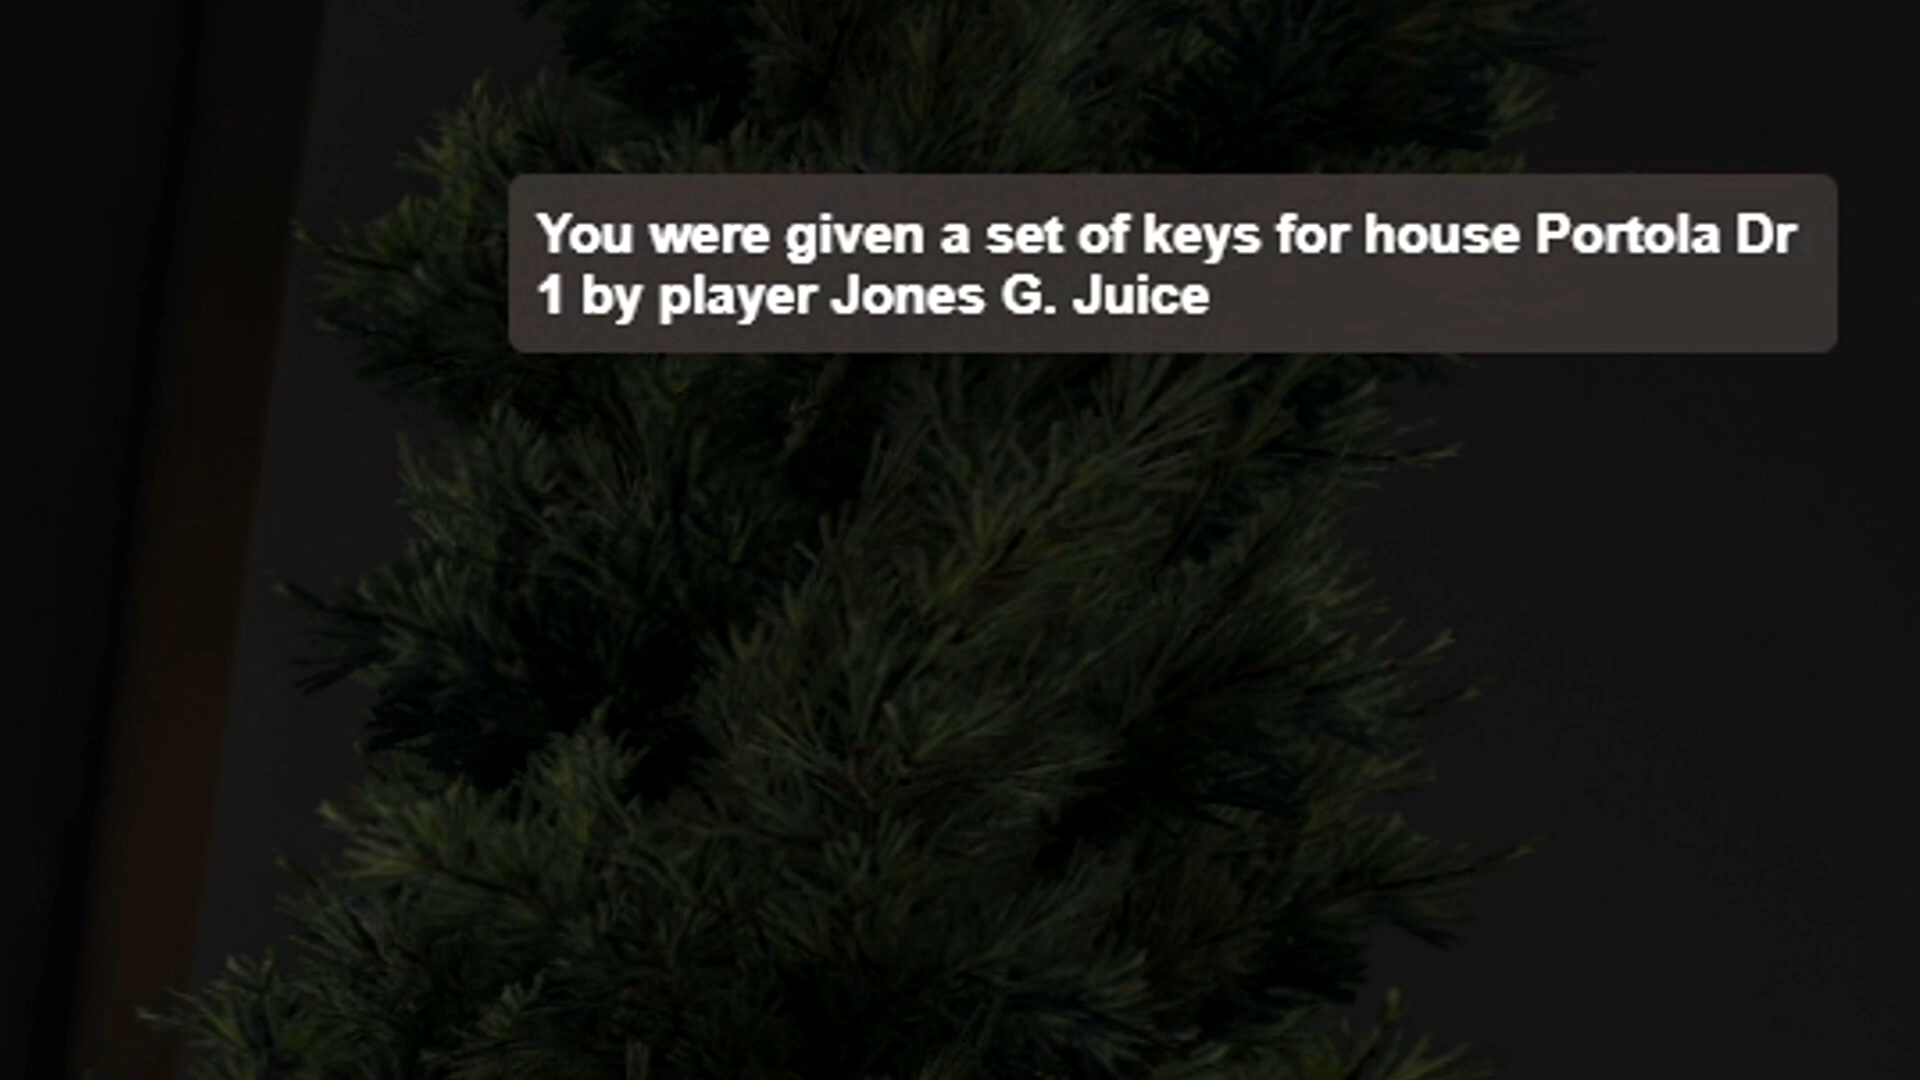 You were given a set of keys for house Portola Dr
1 by player Jones G. Juice